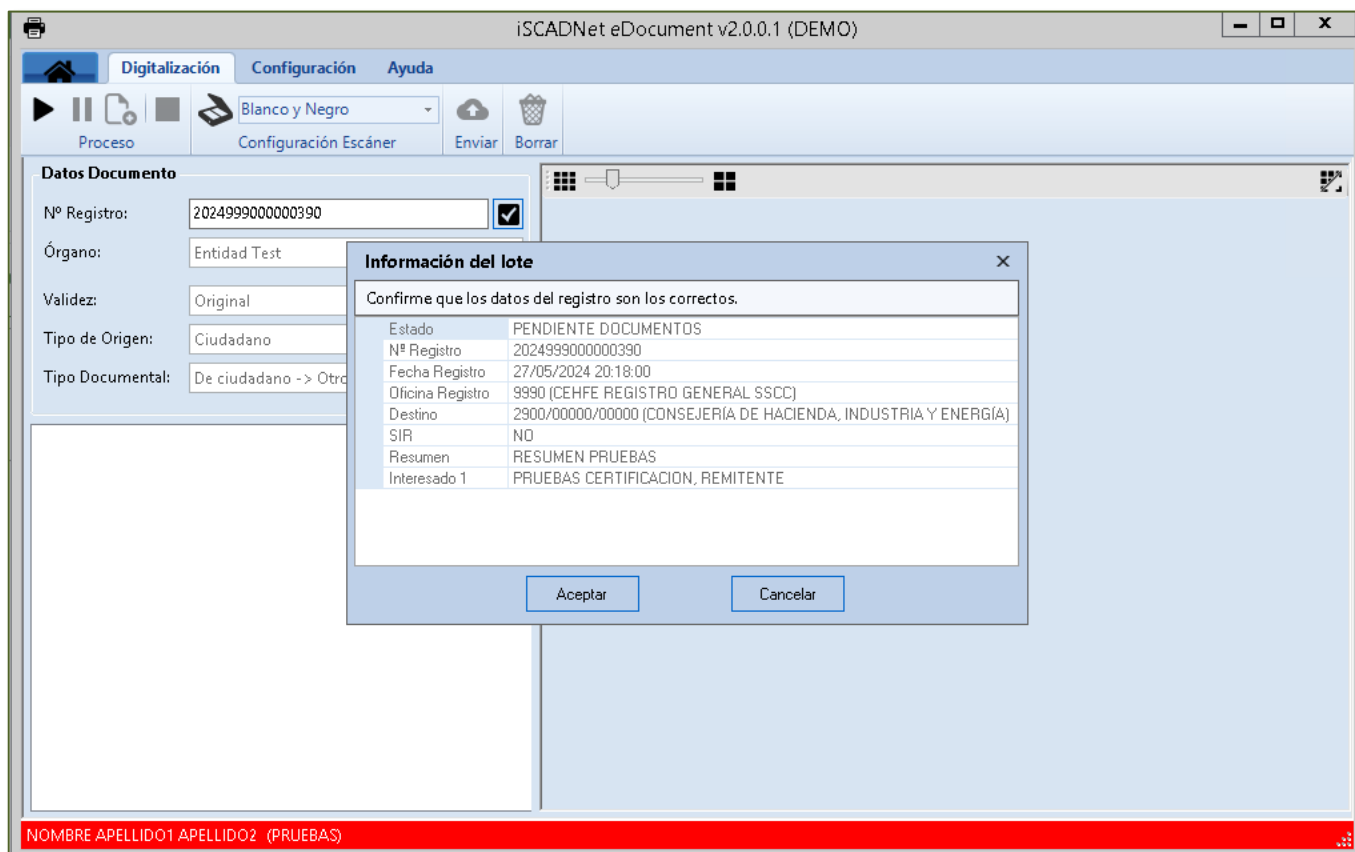 iSCADNet eDocument v2.0.0.1 (DEMO)
Digitalización Configuración Ayuda
Blanco y Negro
Proceso Configuración Escáner Enviar Borrar
Datos Documento
Nº Registro: 2024999000000390
Órgano: Entidad Test
Validez: Original
Tipo de Origen: Ciudadano
Tipo Documental: De ciudadano -> Otro
Información del lote
Confirme que los datos del registro son los correctos.
Estado PENDIENTE DOCUMENTOS
Nº Registro 2024999000000390
Fecha Registro 27/05/2024 20:18:00
Oficina Registro 9990 (CEHFE REGISTRO GENERAL SSCC)
Destino 2900/00000/00000 (CONSEJERÍA DE HACIENDA, INDUSTRIA Y ENERGÍA)
SIR NO
Resumen RESUMEN PRUEBAS
Interesado 1 PRUEBAS CERTIFICACION, REMITENTE
Aceptar Cancelar
NOMBRE APELLIDO1 APELLIDO2 (PRUEBAS)